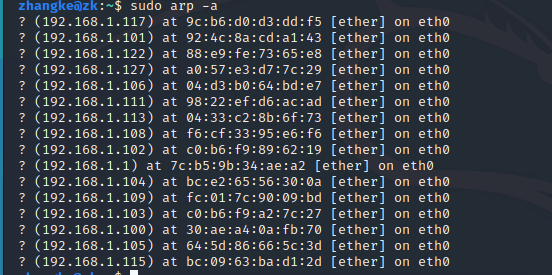 zhangke@zk:~$ sudo arp -a
? (192.168.1.117) at 9c:b6:d0:d3:dd:f5 [ether] on eth0
? (192.168.1.101) at 92:4c:8a:cd:a1:43 [ether] on eth0
? (192.168.1.122) at 88:e9:fe:73:65:e8 [ether] on eth0
? (192.168.1.127) at a0:57:e3:d7:7c:29 [ether] on eth0
? (192.168.1.106) at 04:d3:b0:64:bd:e7 [ether] on eth0
? (192.168.1.111) at 98:22:ef:d6:ac:ad [ether] on eth0
? (192.168.1.113) at 04:33:c2:8b:6f:73 [ether] on eth0
? (192.168.1.108) at f6:cf:33:95:e6:f6 [ether] on eth0
? (192.168.1.102) at c0:b6:f9:89:62:19 [ether] on eth0
? (192.168.1.1) at 7c:b5:9b:34:ae:a2 [ether] on eth0
? (192.168.1.104) at bc:e2:65:56:30:0a [ether] on eth0
? (192.168.1.109) at fc:01:7c:90:09:bd [ether] on eth0
? (192.168.1.103) at c0:b6:f9:a2:7c:27 [ether] on eth0
? (192.168.1.100) at 30:ae:a4:0a:fb:70 [ether] on eth0
? (192.168.1.105) at 64:5d:86:66:5c:3d [ether] on eth0
? (192.168.1.115) at bc:09:63:ba:d1:2d [ether] on eth0
zhangke@zk:~$